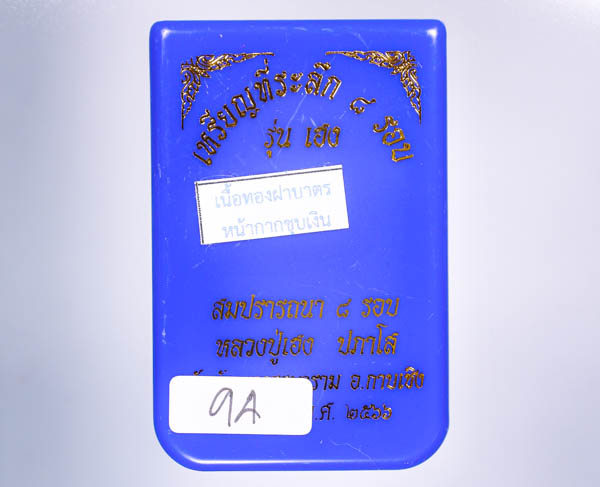 เหรียญที่ระลึก ๘ รอบ
รุ่น เฮง
เนื้อทองฝาบาตร
หน้ากากชุบเงิน
สมปรารถนา ๘ รอบ
หลวงปู่เฮง ปภาโส
อ.กาบเชิง
9A
.ศ. ๒๕๖๖